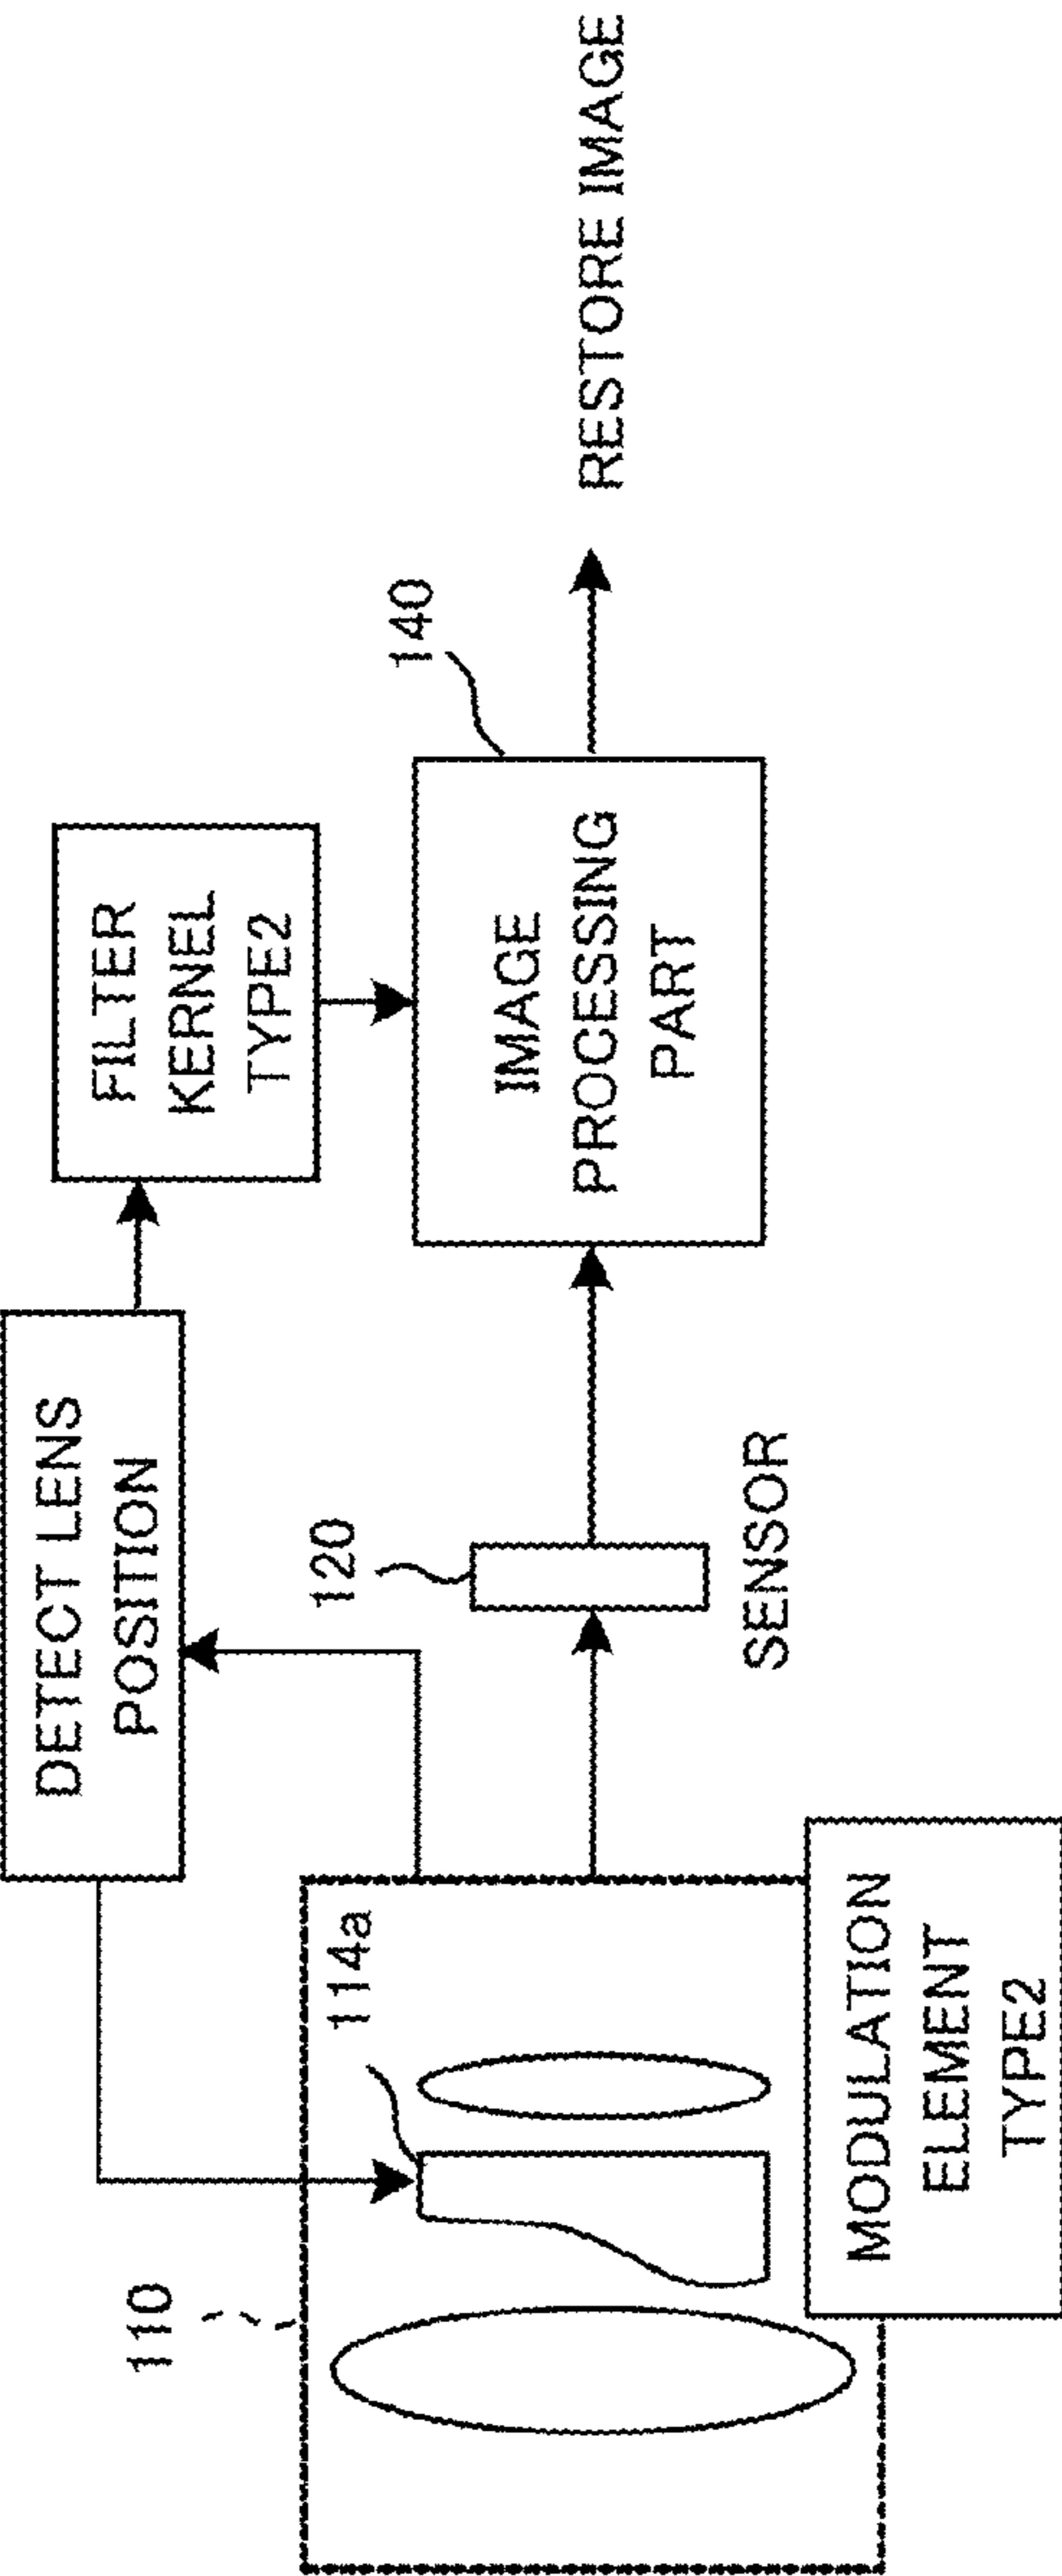 DETECT LENS
POSITION
FILTER
KERNEL
TYPE2
110
114a
120
140
SENSOR
IMAGE
PROCESSING
PART
RESTORE IMAGE
MODULATION
ELEMENT
TYPE2